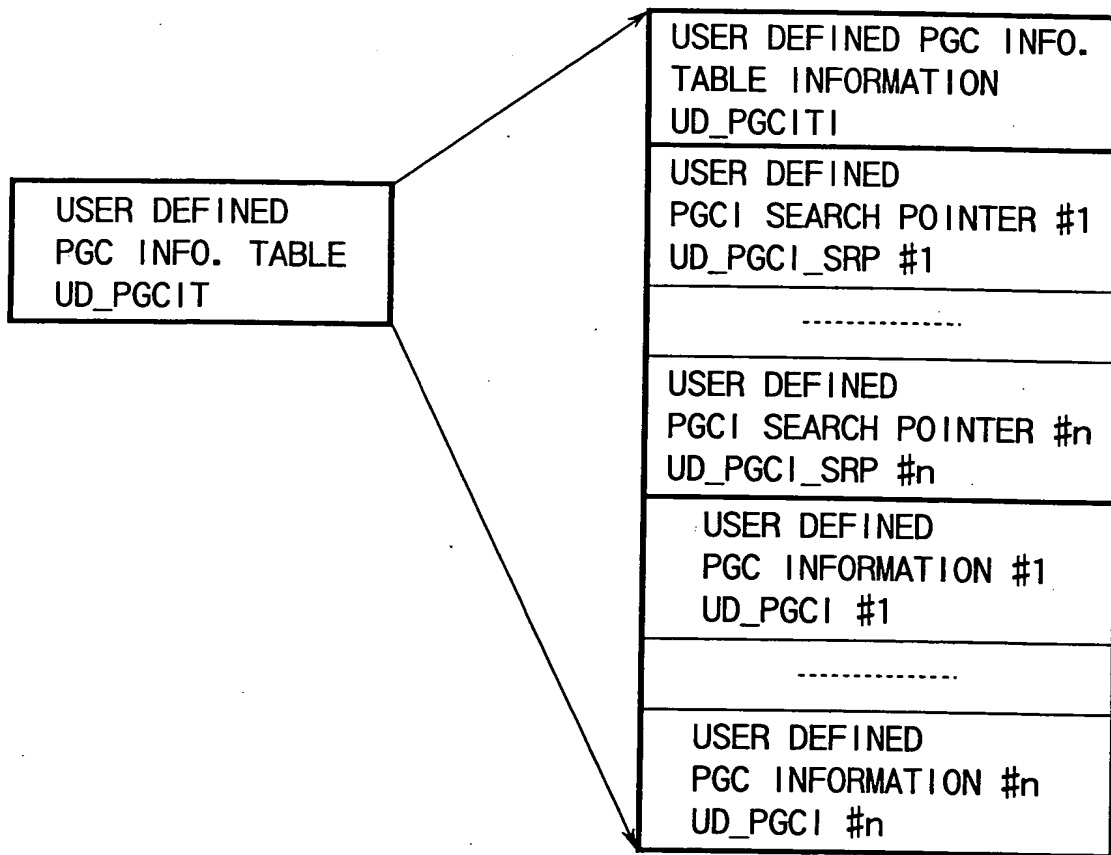 USER DEFINED
PGC INFO. TABLE
UD_PGCIT
USER DEFINED PGC INFO.
TABLE INFORMATION
UD_PGCITI
USER DEFINED
PGCI SEARCH POINTER #1
UD_PGCI_SRP #1
---------------
USER DEFINED
PGCI SEARCH POINTER #n
UD_PGCI_SRP #n
USER DEFINED
PGC INFORMATION #1
UD_PGCI #1
---------------
USER DEFINED
PGC INFORMATION #n
UD_PGCI #n